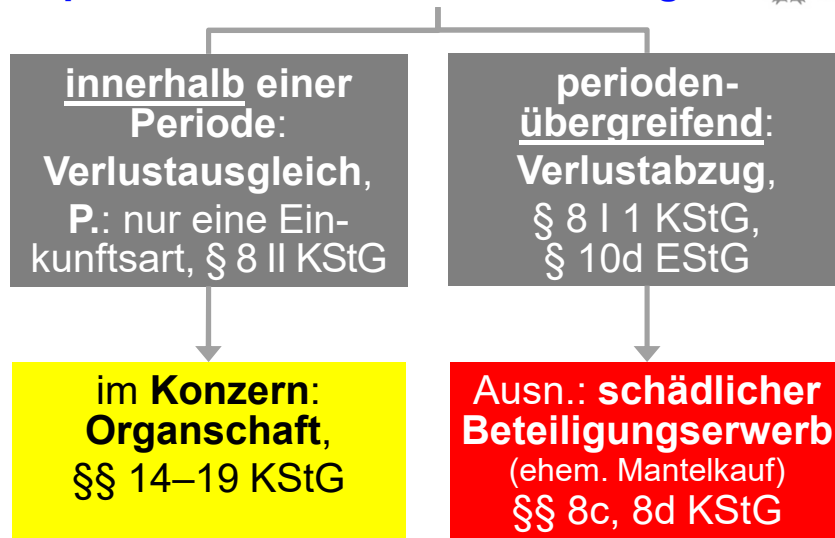 innerhalb einer
Periode:
Verlustausgleich,
P.: nur eine Ein-
kunftsart, § 8 II KStG
perioden-
übergreifend:
Verlustabzug,
§ 8 I 1 KStG,
§ 10d EStG
im Konzern:
Organschaft,
§§ 14–19 KStG
Ausn.: schädlicher
Beteiligungserwerb
(ehem. Mantelkauf)
§§ 8c, 8d KStG